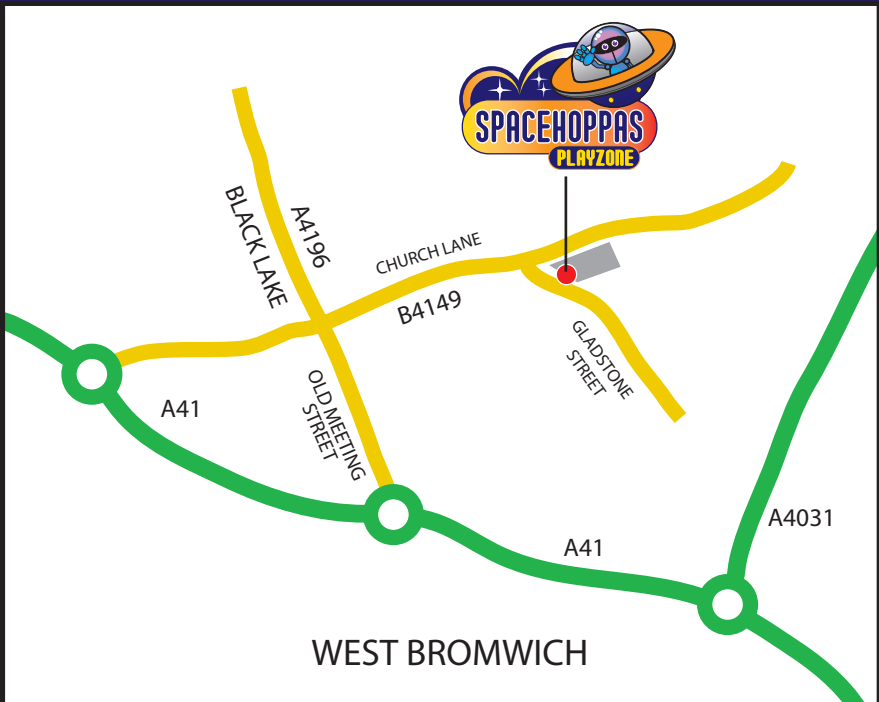 SPACEHOPPAS
PLAYZONE
BLACK LAKE
A4196
CHURCH LANE
B4149
GLADSTONE
STREET
OLD MEETING
STREET
A41
A41
A4031
WEST BROMWICH